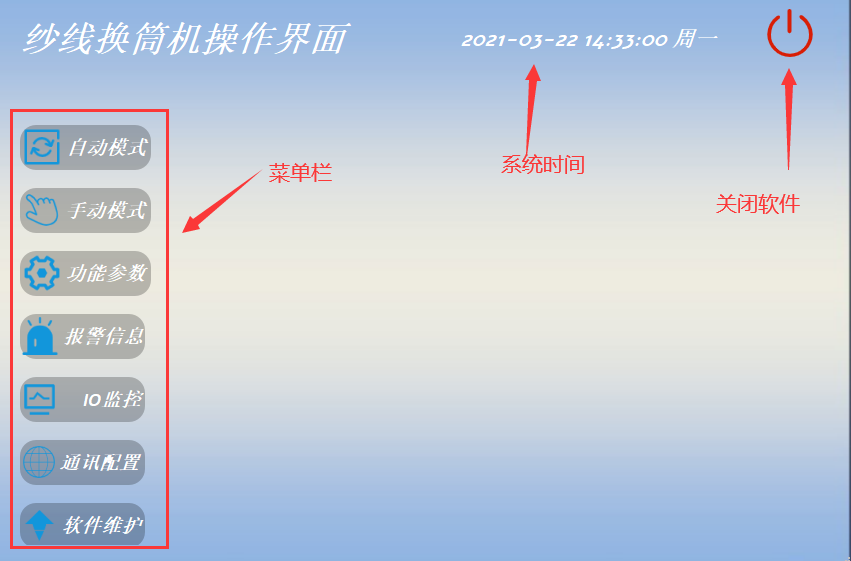 纱线换筒机操作界面
2021-03-22 14:33:00 周一
系统时间
关闭软件
菜单栏
自动模式
手动模式
功能参数
报警信息
IO监控
通讯配置
软件维护